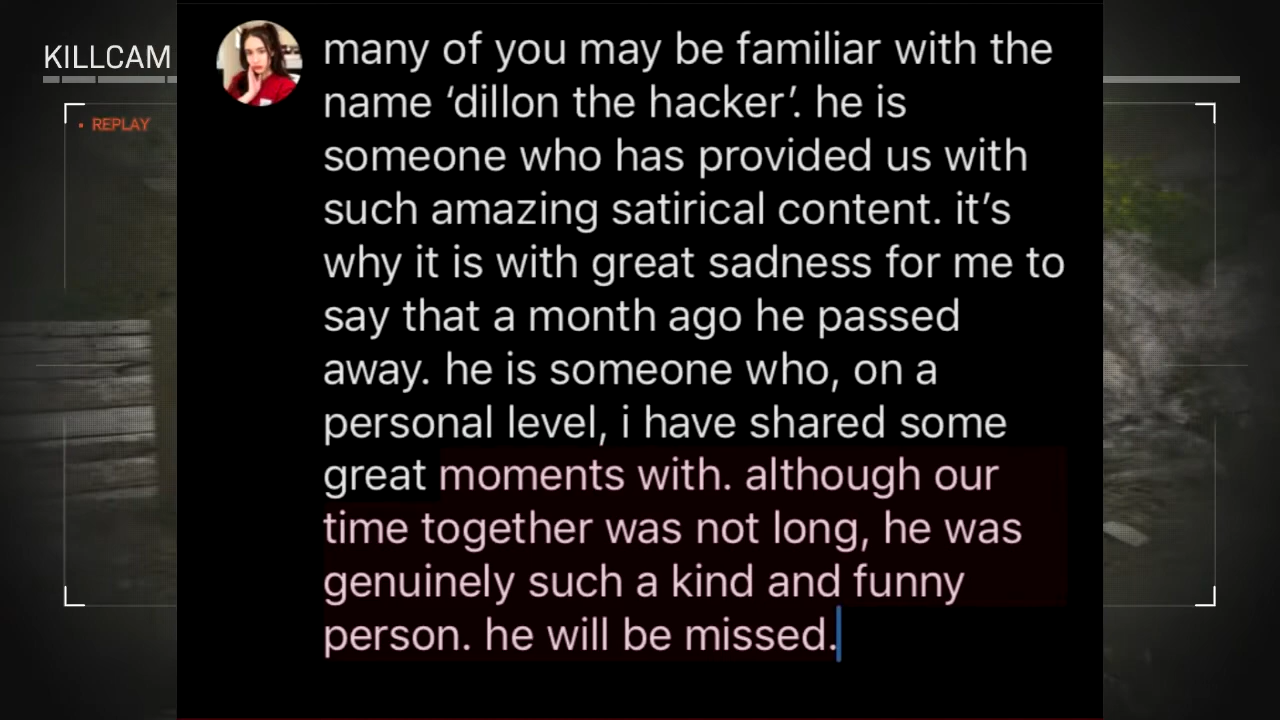 KILLCAM
REPLAY
many of you may be familiar with the
name ‘dillon the hacker’. he is
someone who has provided us with
such amazing satirical content. it’s
why it is with great sadness for me to
say that a month ago he passed
away. he is someone who, on a
personal level, i have shared some
great moments with. although our
time together was not long, he was
genuinely such a kind and funny
person. he will be missed.